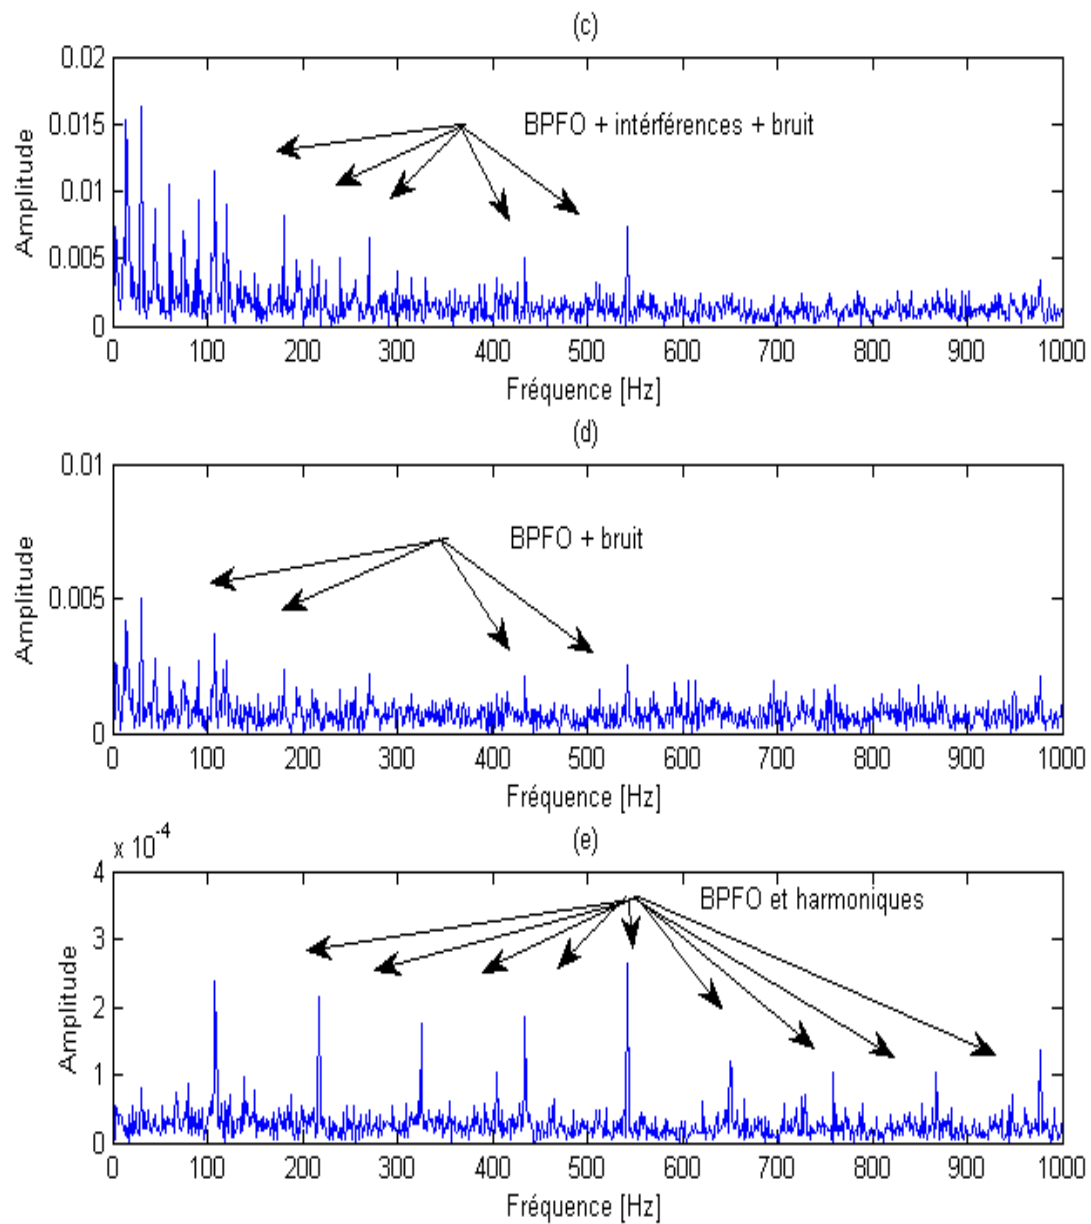 (c)
0.02
0.015
0.01
0.005
0
Amplitude
BPFO + intérférences + bruit
0 100 200 300 400 500 600 700 800 900 1000
Fréquence [Hz]
(d)
0.01
0.005
0
Amplitude
BPFO + bruit
0 100 200 300 400 500 600 700 800 900 1000
Fréquence [Hz]
(e)
x 10-4
4
3
2
1
0
Amplitude
BPFO et harmoniques
0 100 200 300 400 500 600 700 800 900 1000
Fréquence [Hz]